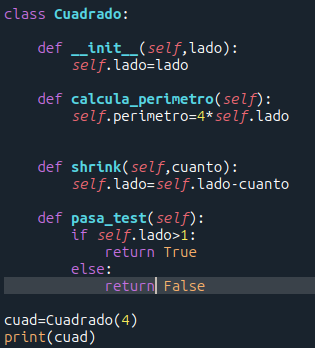 class Cuadrado:
    def __init__(self,lado):
        self.lado=lado
    def calcula_perimetro(self):
        self.perimetro=4*self.lado
    def shrink(self,cuanto):
        self.lado=self.lado-cuanto
    def pasa_test(self):
        if self.lado>1:
            return True
        else:
            return False
cuad=Cuadrado(4)
print(cuad)